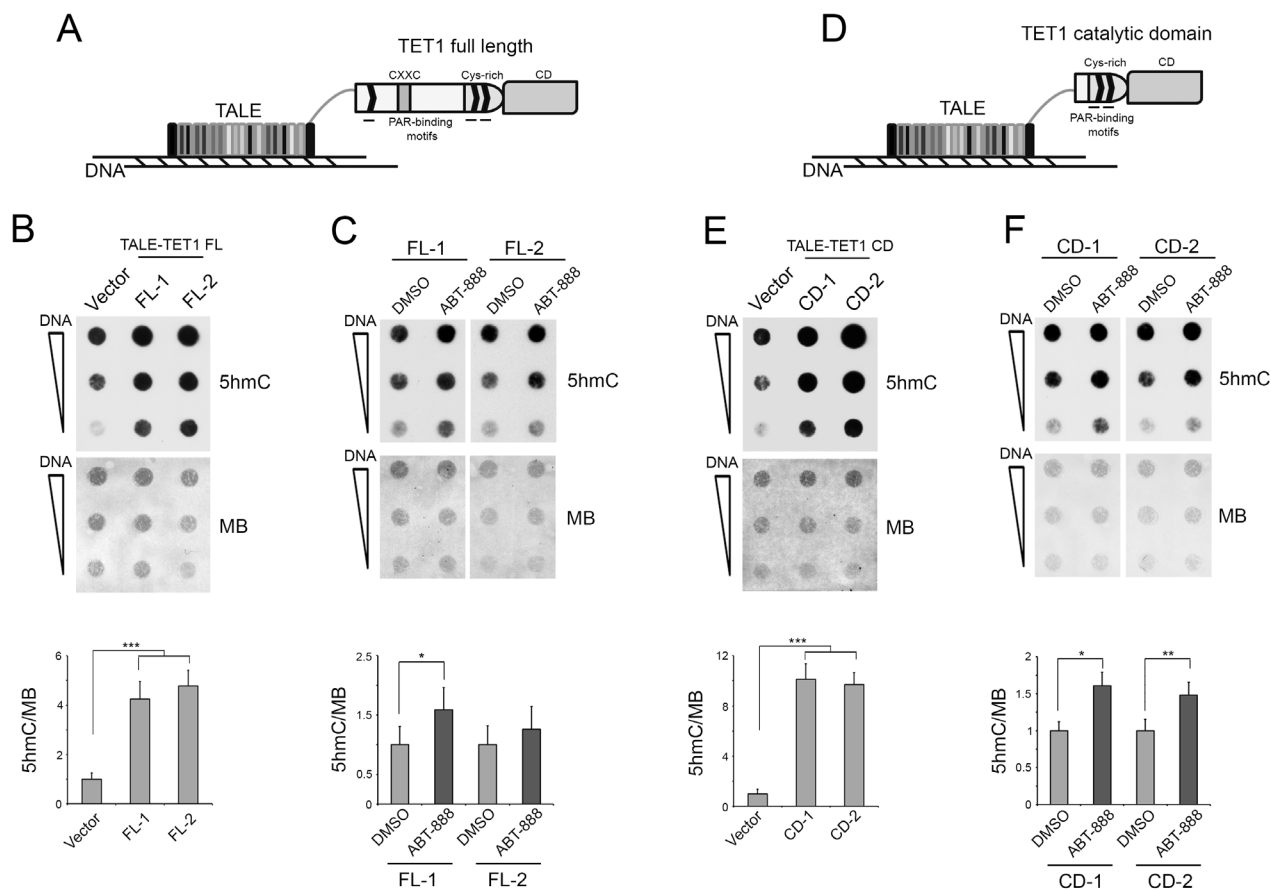 A
TET1 full length
CXXC
Cys-rich
CD
TALE
PAR-binding
motifs
DNA
D
TET1 catalytic domain
Cys-rich
CD
TALE
PAR-binding
motifs
DNA
B
TALE-TET1 FL
Vector
FL-1
FL-2
DNA
5hmC
DNA
MB
***
6
4
2
1
0
5hmC/MB
Vector
FL-1
FL-2
C
FL-1
FL-2
DMSO
ABT-888
DMSO
ABT-888
DNA
5hmC
DNA
MB
*
2.5
2
1.5
1
0.5
0
5hmC/MB
DMSO
ABT-888
DMSO
ABT-888
FL-1
FL-2
E
TALE-TET1 CD
Vector
CD-1
CD-2
DNA
5hmC
DNA
MB
***
12
10
8
6
4
2
0
5hmC/MB
Vector
CD-1
CD-2
F
CD-1
CD-2
DMSO
ABT-888
DMSO
ABT-888
DNA
5hmC
DNA
MB
*
**
2
1.5
1
0.5
0
5hmC/MB
DMSO
ABT-888
DMSO
ABT-888
CD-1
CD-2